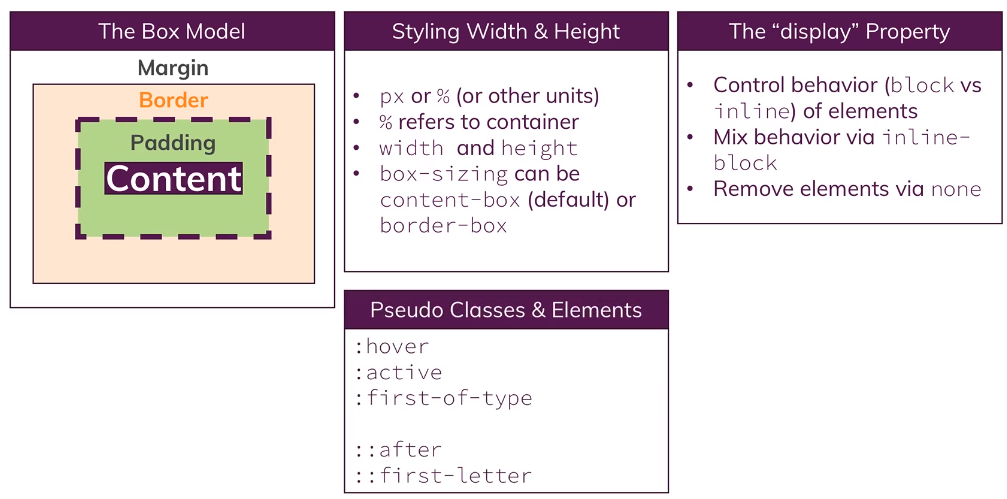 The Box Model
Margin
Border
Padding
Content
Styling Width & Height
• px or % (or other units)
• % refers to container
• width and height
• box-sizing can be
content-box (default) or
border-box
The “display” Property
• Control behavior (block vs
inline) of elements
• Mix behavior via inline-
block
• Remove elements via none
Pseudo Classes & Elements
:hover
:active
:first-of-type
::after
::first-letter